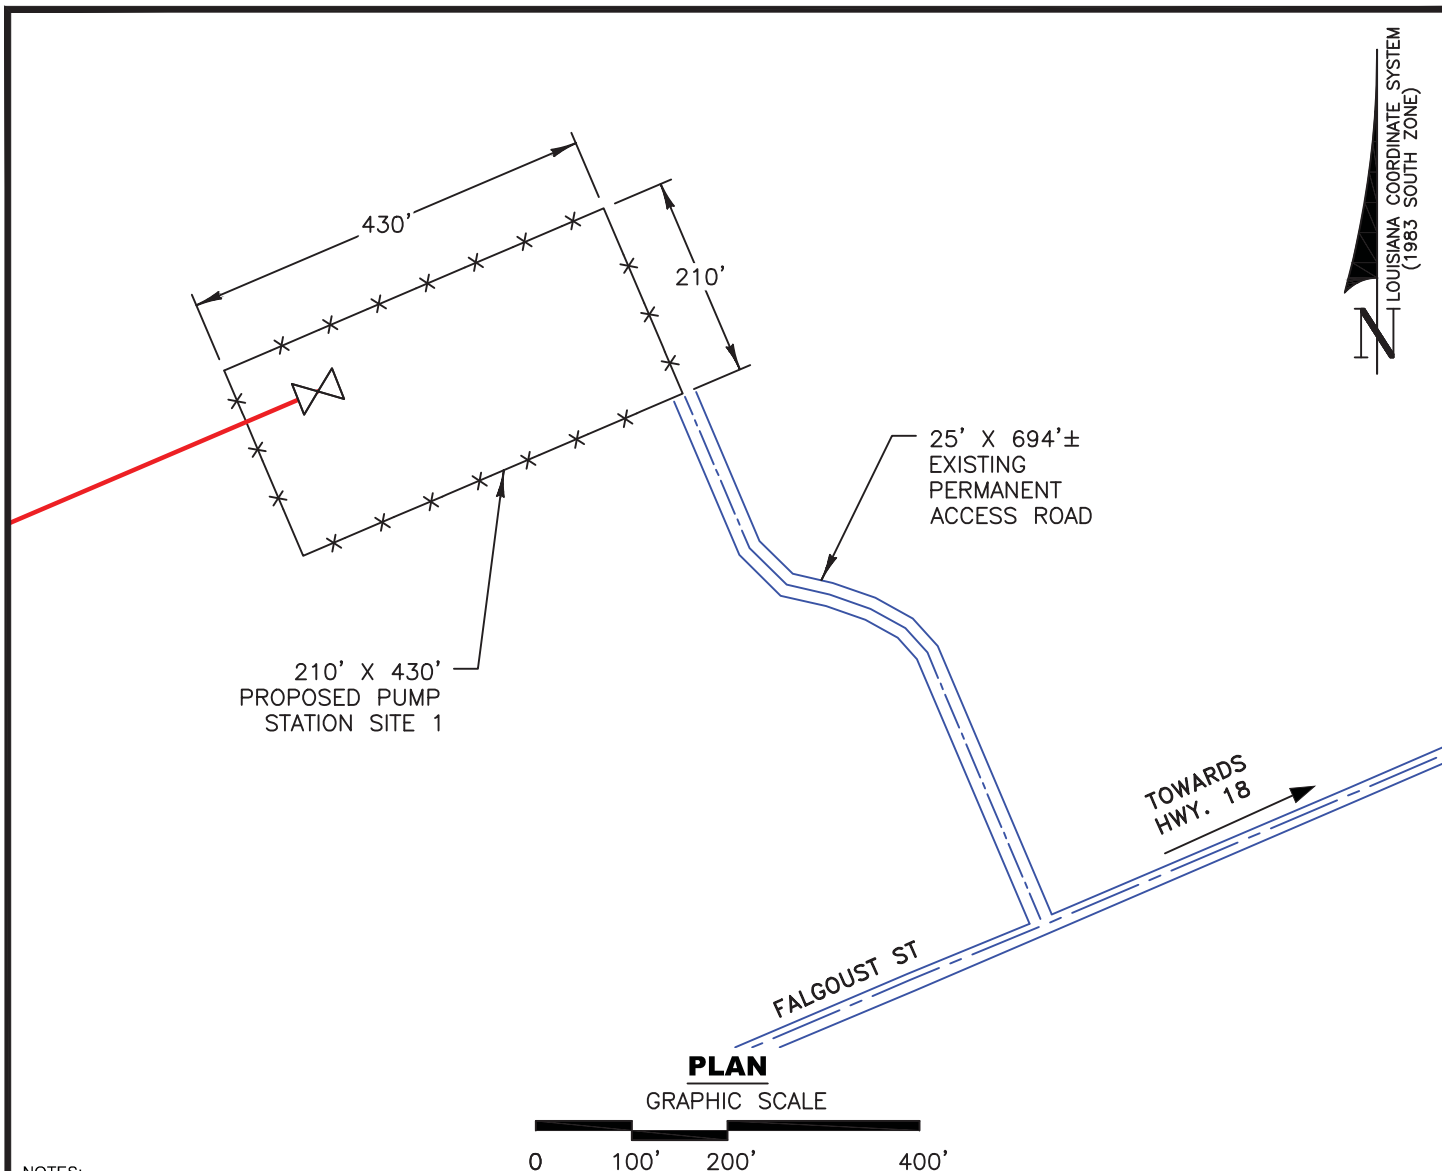 LOUISIANA COORDINATE SYSTEM
(1983 SOUTH ZONE)
N
430'
210'
25' X 694'±
EXISTING
PERMANENT
ACCESS ROAD
210' X 430'
PROPOSED PUMP
STATION SITE 1
TOWARDS
HWY. 18
FALGOUST ST
PLAN
GRAPHIC SCALE
0 100' 200' 400'
NOTES: